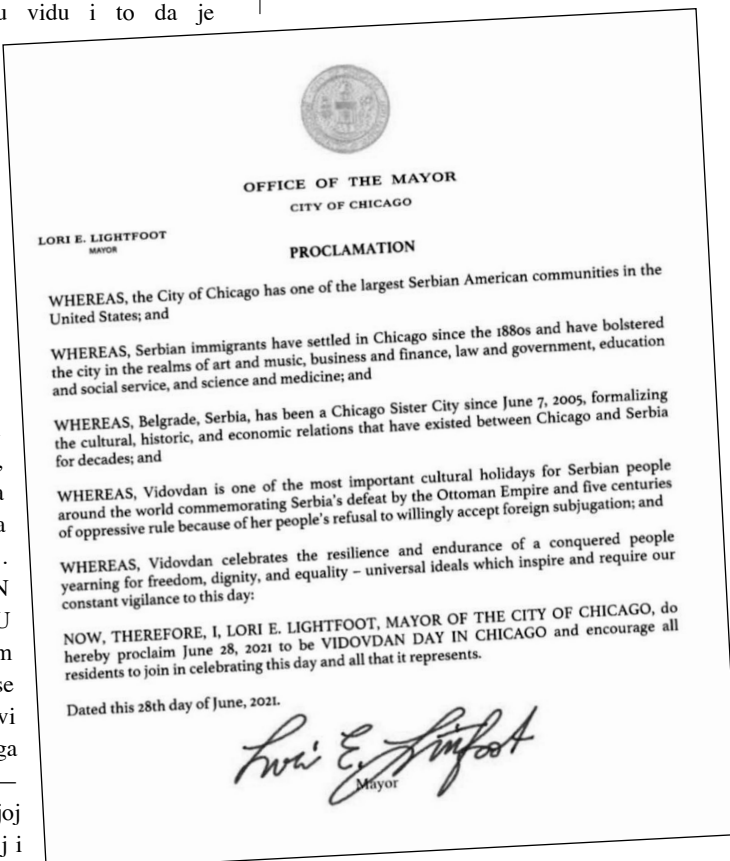 u vidu i to da je
OFFICE OF THE MAYOR
CITY OF CHICAGO
LORI E. LIGHTFOOT
MAYOR
PROCLAMATION
WHEREAS, the City of Chicago has one of the largest Serbian American communities in the
United States; and
WHEREAS, Serbian immigrants have settled in Chicago since the 1880s and have bolstered
the city in the realms of art and music, business and finance, law and government, education
and social service, and science and medicine; and
WHEREAS, Belgrade, Serbia, has been a Chicago Sister City since June 7, 2005, formalizing
the cultural, historic, and economic relations that have existed between Chicago and Serbia
for decades; and
WHEREAS, Vidovdan is one of the most important cultural holidays for Serbian people
around the world commemorating Serbia's defeat by the Ottoman Empire and five centuries
of oppressive rule because of her people's refusal to willingly accept foreign subjugation; and
WHEREAS, Vidovdan celebrates the resilience and endurance of a conquered people
yearning for freedom, dignity, and equality – universal ideals which inspire and require our
constant vigilance to this day:
NOW, THEREFORE, I, LORI E. LIGHTFOOT, MAYOR OF THE CITY OF CHICAGO, do
hereby proclaim June 28, 2021 to be VIDOVDAN DAY IN CHICAGO and encourage all
residents to join in celebrating this day and all that it represents.
Dated this 28th day of June, 2021.
Lori E. Lightfoot
Mayor
,
a
a
.
N
U
m
se
vi
ga
—
joj
j i